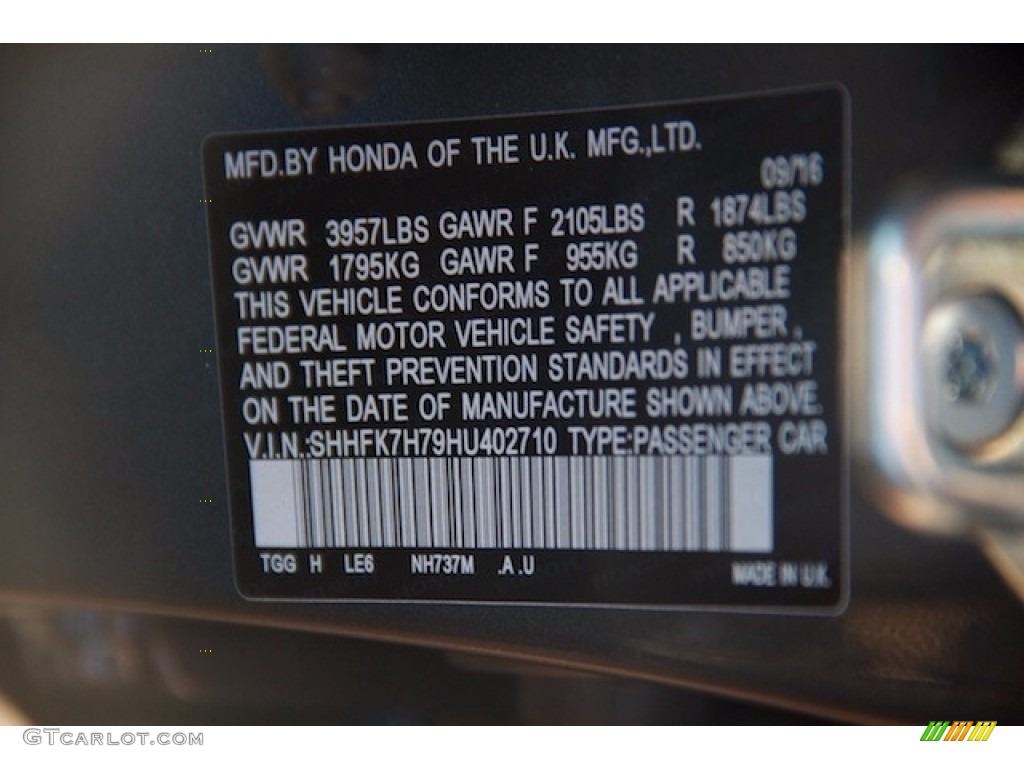 MFD.BY HONDA OF THE U.K. MFG.,LTD.
09/16
GVWR 3957LBS GAWR F 2105LBS R 1874LBS
GVWR 1795KG GAWR F 955KG R 850KG
THIS VEHICLE CONFORMS TO ALL APPLICABLE
FEDERAL MOTOR VEHICLE SAFETY , BUMPER ,
AND THEFT PREVENTION STANDARDS IN EFFECT
ON THE DATE OF MANUFACTURE SHOWN ABOVE.
V.I.N.:SHHFK7H79HU402710 TYPE:PASSENGER CAR
TGG H LE6 NH737M .A .U
MADE IN U.K.
GTcarlot.com